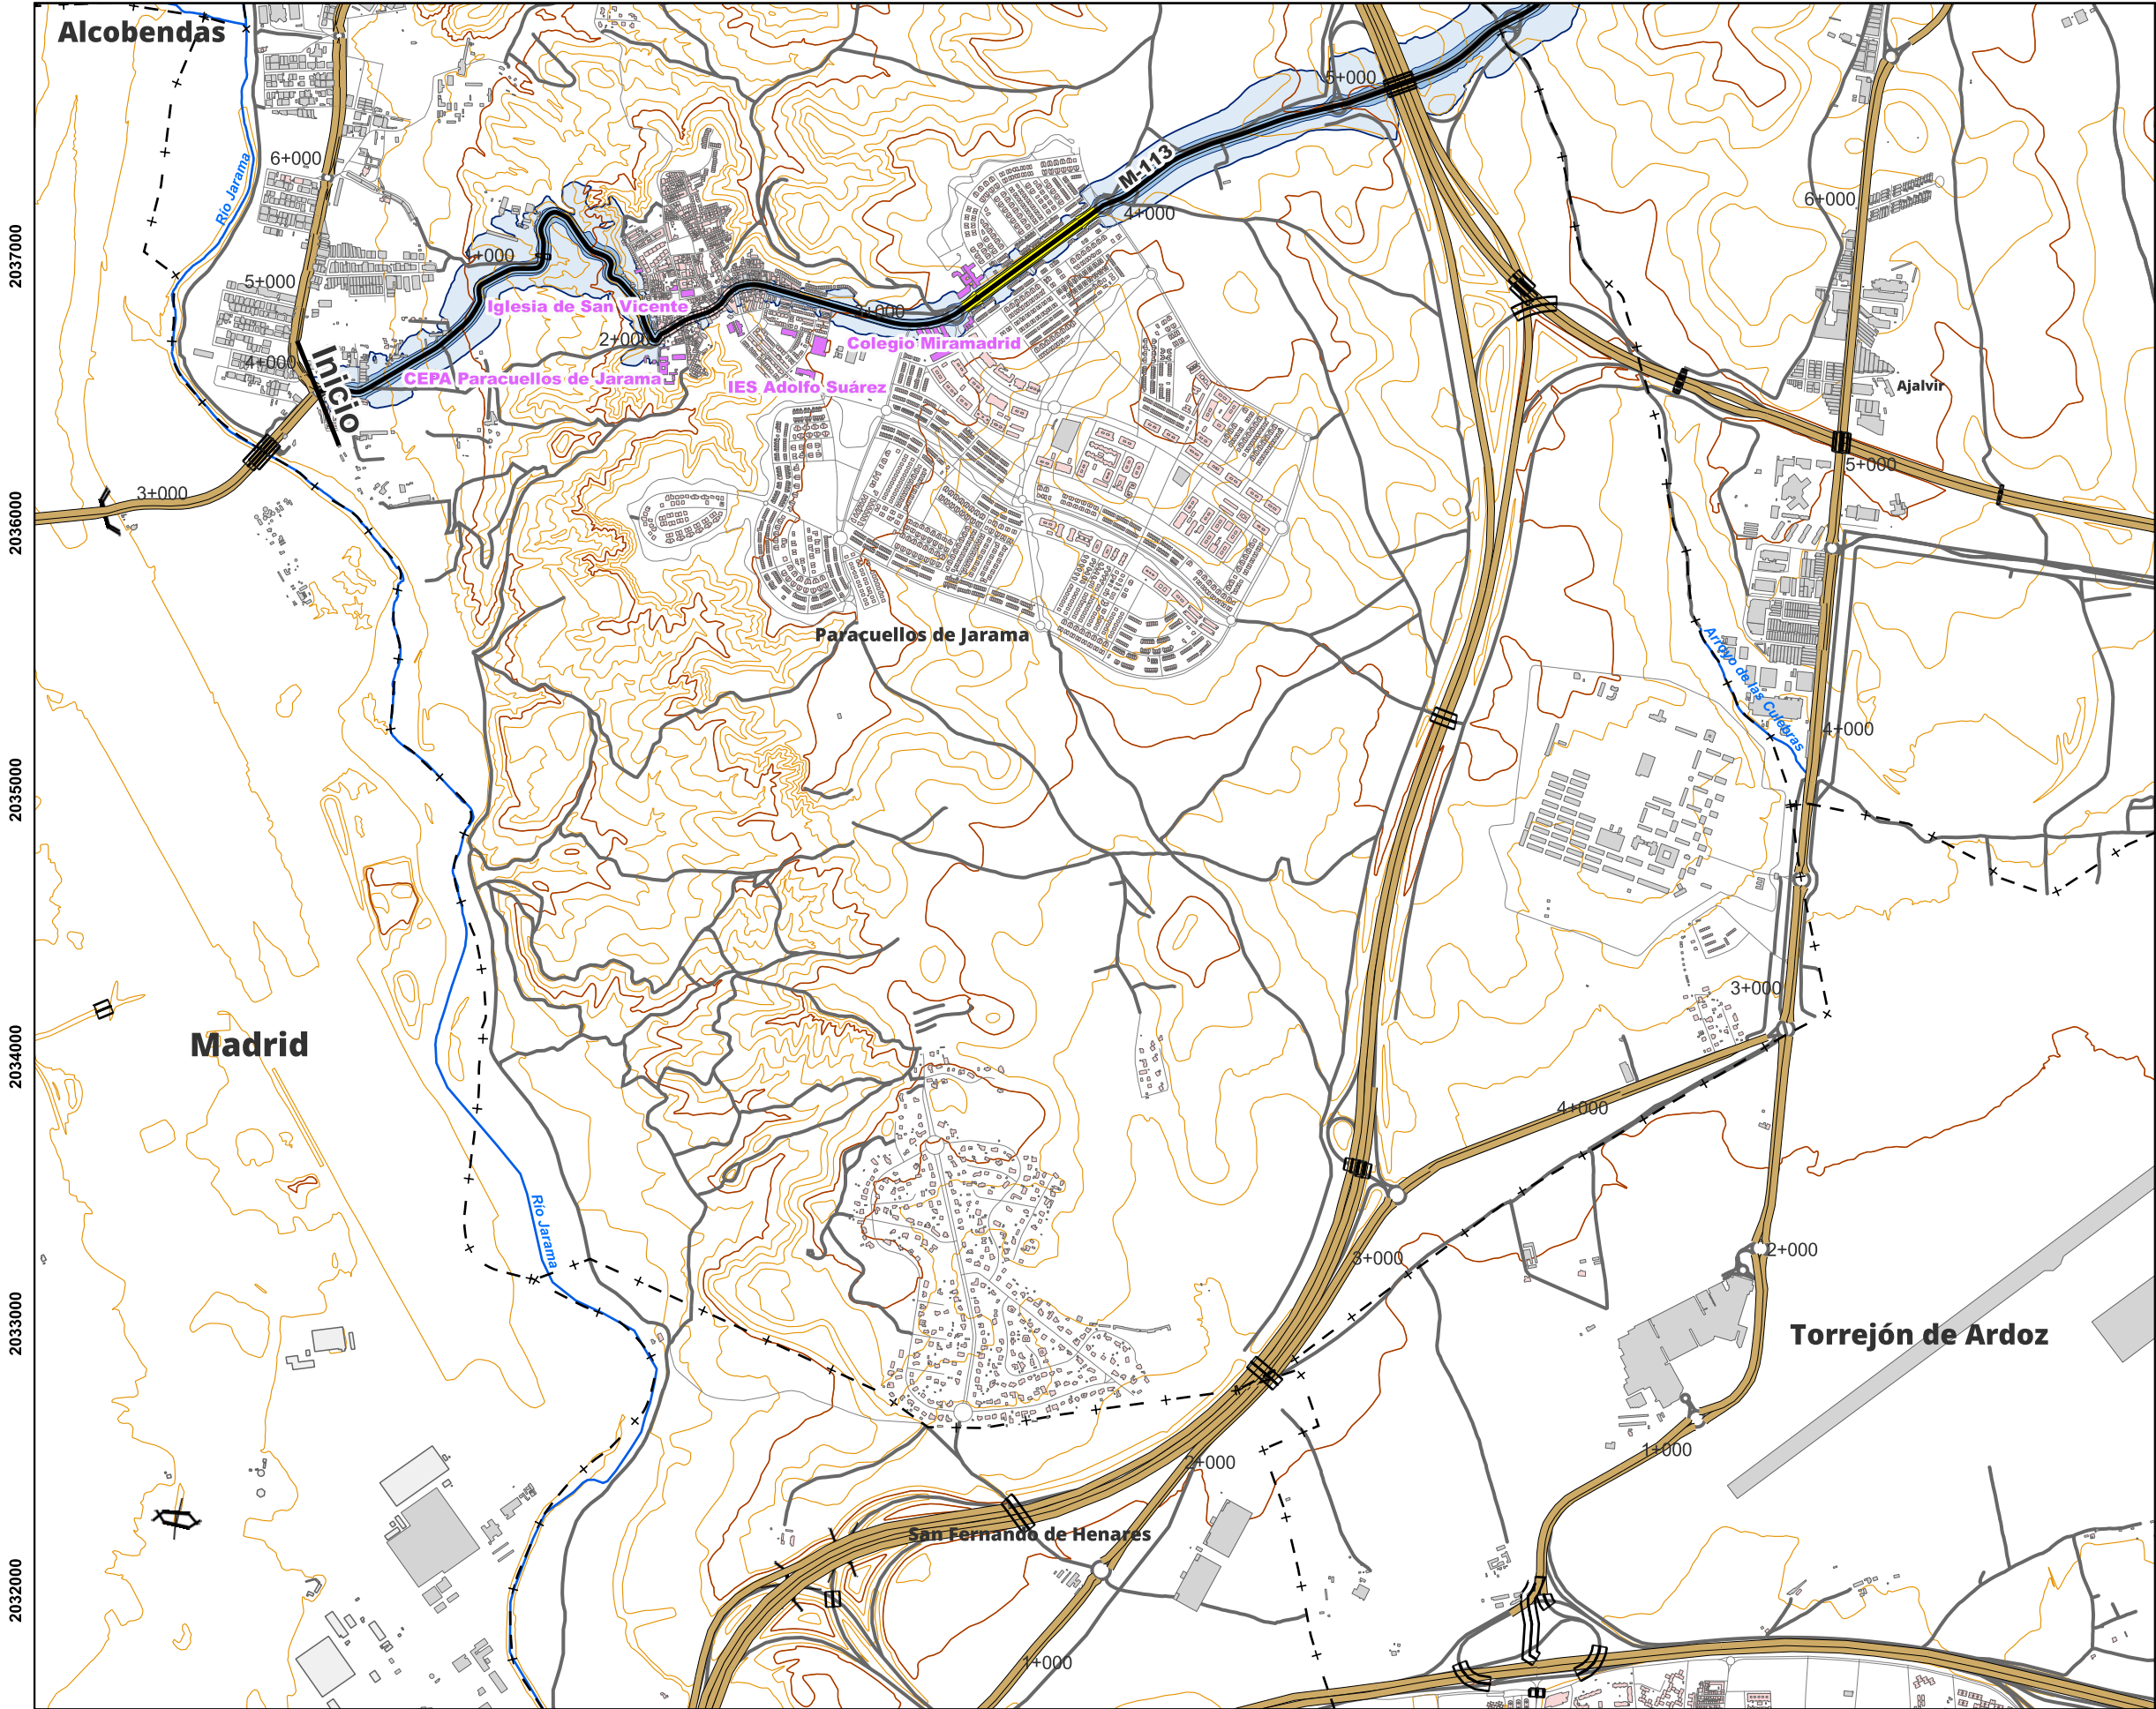 Alcobendas
5+000
M-113
6+000
Río Jarama
6+000
4+000
2037000
+000
5+000
Iglesia de San Vicente
+000
2+000
Colegio Miramadrid
4+000
Inicio
CEPA Paracuellos de Jarama
IES Adolfo Suárez
Ajalvir
5+000
3+000
2036000
Paracuellos de Jarama
Arroyo de las Culebras
4+000
2035000
3+000
Madrid
2034000
4+000
Río Jarama
3+000
2+000
2033000
Torrejón de Ardoz
1+000
2+000
San Fernando de Henares
2032000
1+000